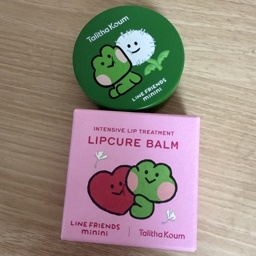 Talitha Koum
LINE FRIENDS
minini
INTENSIVE LIP TREATMENT
LIPCURE BALM
LINE FRIENDS
minini
Talitha Koum